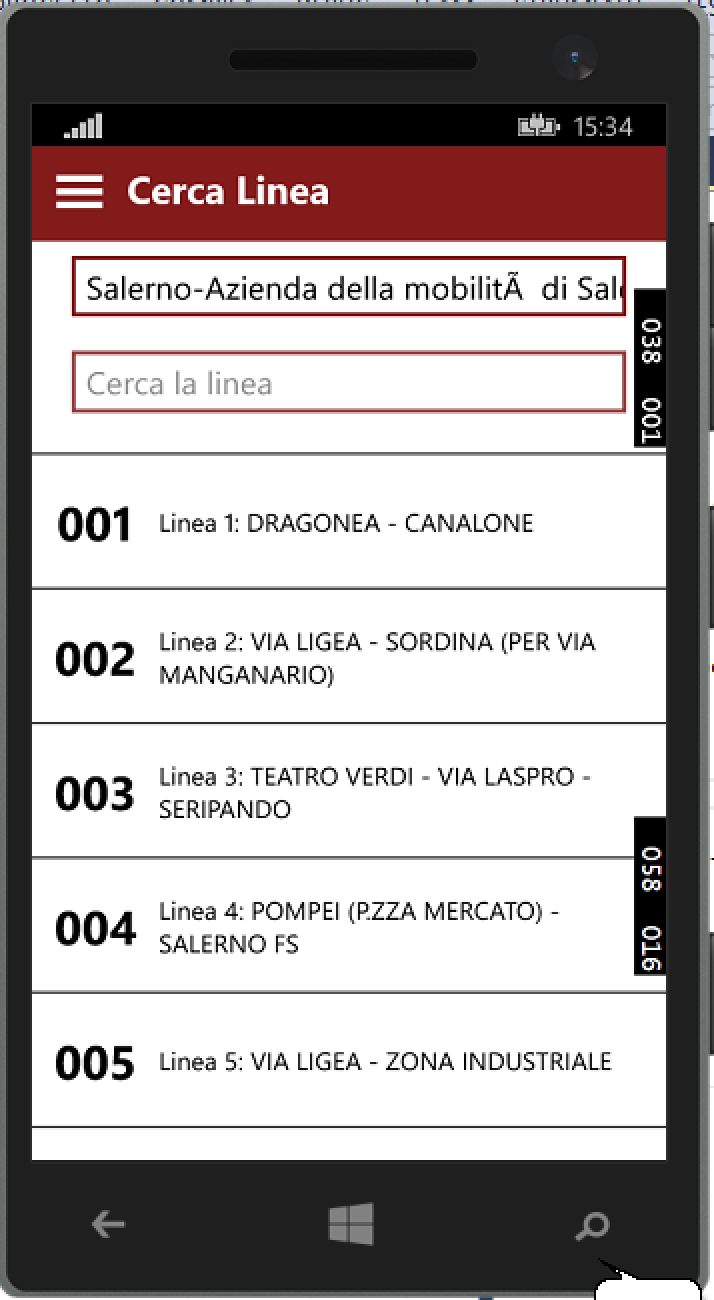 15:34
Cerca Linea
Salerno-Azienda della mobilitÃ  di Sal
Cerca la linea
038 001
001 Linea 1: DRAGONEA - CANALONE
002 Linea 2: VIA LIGEA - SORDINA (PER VIA
MANGANARIO)
003 Linea 3: TEATRO VERDI - VIA LASPRO -
SERIPANDO
004 Linea 4: POMPEI (P.ZZA MERCATO) -
SALERNO FS
058 016
005 Linea 5: VIA LIGEA - ZONA INDUSTRIALE